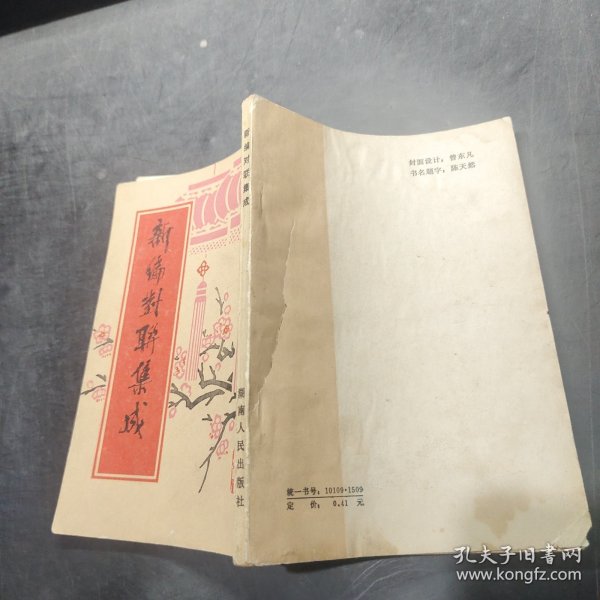 新编對聯集成
新编对联集成
湖南人民出版社
封面设计：曾东凡
书名题字：陈天然
统一书号：10109·1509
定 价： 0.41 元
孔夫子旧书网
www.kongfz.com